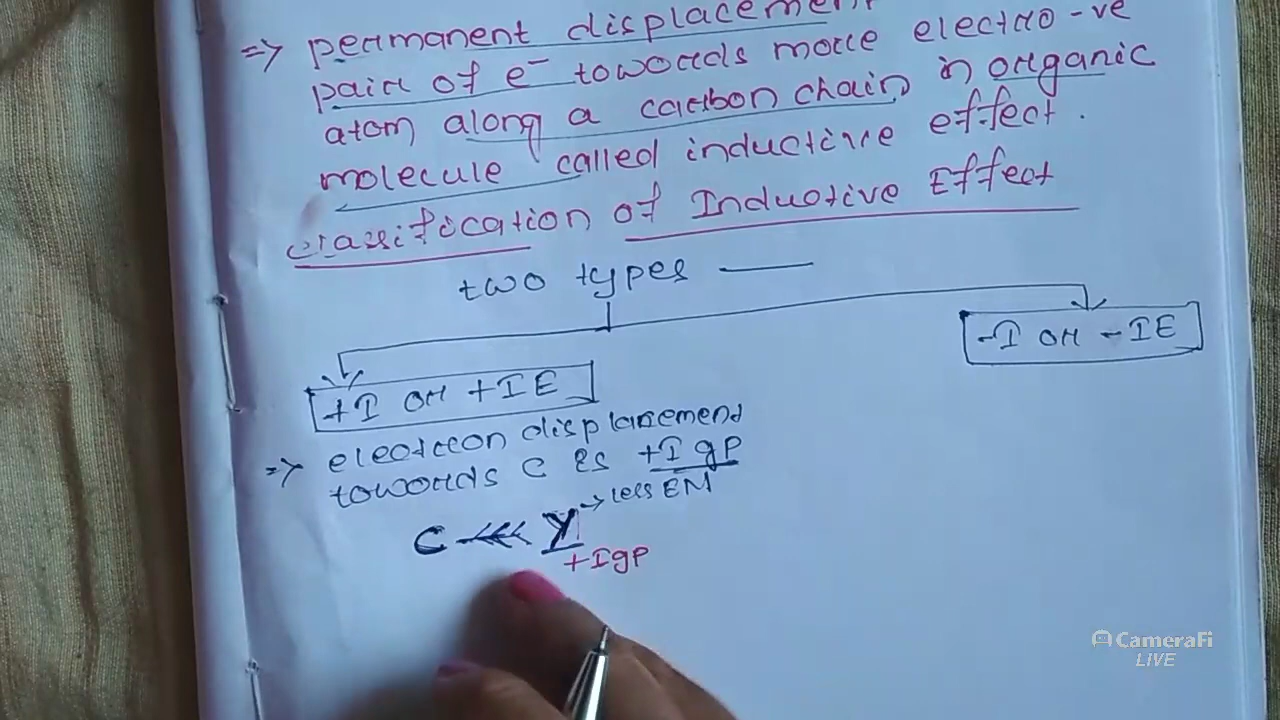 => permanent displacement
pair of e⁻ towards more electro -ve
atom along a carbon chain in organic
molecule called inductive effect.
classification of Inductive Effect
two types —
+I or +IE
-I or -IE
=> electron displacement
towards C is +I gp
C <<< Y → less EN
+I gp
CameraFi
LIVE